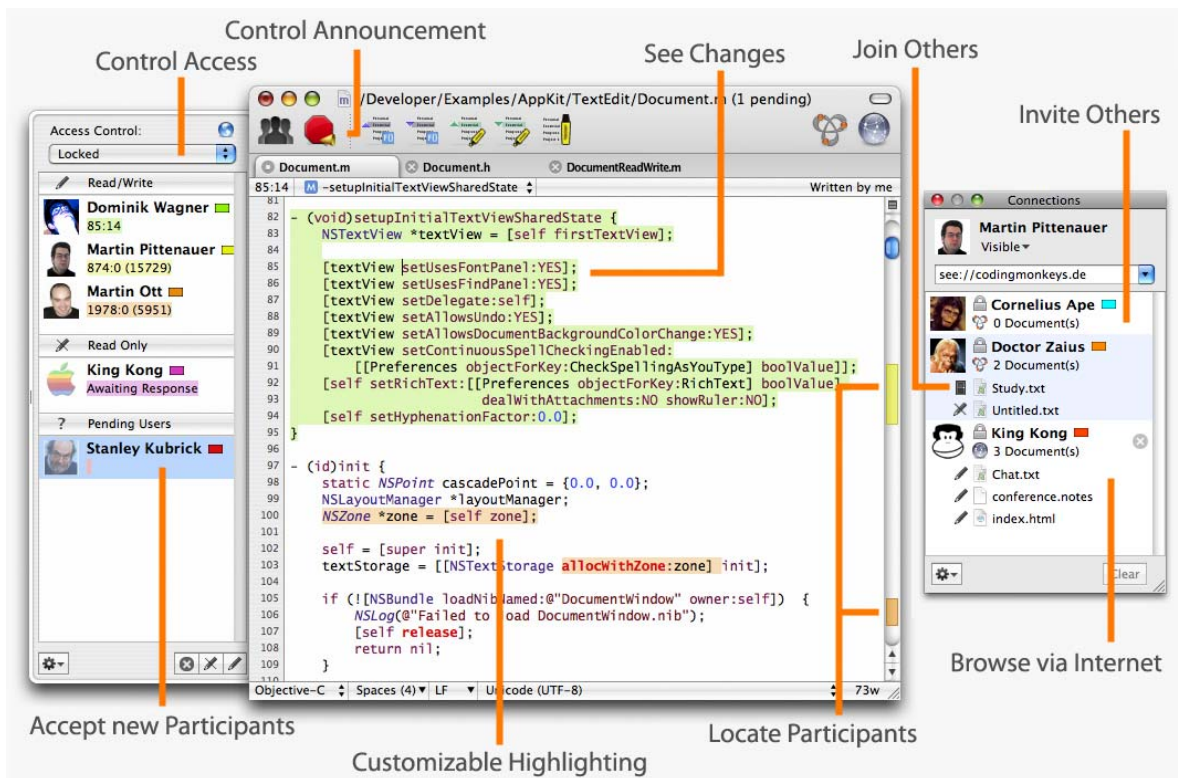 Control Announcement
Control Access
See Changes
Join Others
Invite Others
Access Control:
Locked
Read/Write
Dominik Wagner
85:14
Martin Pittenauer
874:0 (15729)
Martin Ott
1978:0 (5951)
Read Only
King Kong
Awaiting Response
? Pending Users
Stanley Kubrick
/Developer/Examples/AppKit/TextEdit/Document.m (1 pending)
Document.m
Document.h
DocumentReadWrite.m
85:14 M -setupInitialTextViewSharedState
Written by me
81
82 - (void)setupInitialTextViewSharedState {
83 NSTextView *textView = [self firstTextView];
84
85 [textView setUsesFontPanel:YES];
86 [textView setUsesFindPanel:YES];
87 [textView setDelegate:self];
88 [textView setAllowsUndo:YES];
89 [textView setAllowsDocumentBackgroundColorChange:YES];
90 [textView setContinuousSpellCheckingEnabled:
91 [[Preferences objectForKey:CheckSpellingAsYouType] boolValue]];
92 [self setRichText:[[Preferences objectForKey:RichText] boolValue]
93 dealWithAttachments:NO showRuler:NO];
94 [self setHyphenationFactor:0.0];
95 }
96
97 - (id)init {
98 static NSPoint cascadePoint = {0.0, 0.0};
99 NSLayoutManager *layoutManager;
100 NSZone *zone = [self zone];
101
102 self = [super init];
103 textStorage = [[NSTextStorage allocWithZone:zone] init];
104
105 if (![NSBundle loadNibNamed:@"DocumentWindow" owner:self]) {
106 NSLog(@"Failed to load DocumentWindow.nib");
107 [self release];
108 return nil;
109 }
110
Objective-C Spaces (4) LF Unicode (UTF-8) 73w
Connections
Martin Pittenauer
Visible
see://codingmonkeys.de
Cornelius Ape
0 Document(s)
Doctor Zaius
2 Document(s)
Study.txt
Untitled.txt
King Kong
3 Document(s)
Chat.txt
conference.notes
index.html
Clear
Browse via Internet
Accept new Participants
Locate Participants
Customizable Highlighting